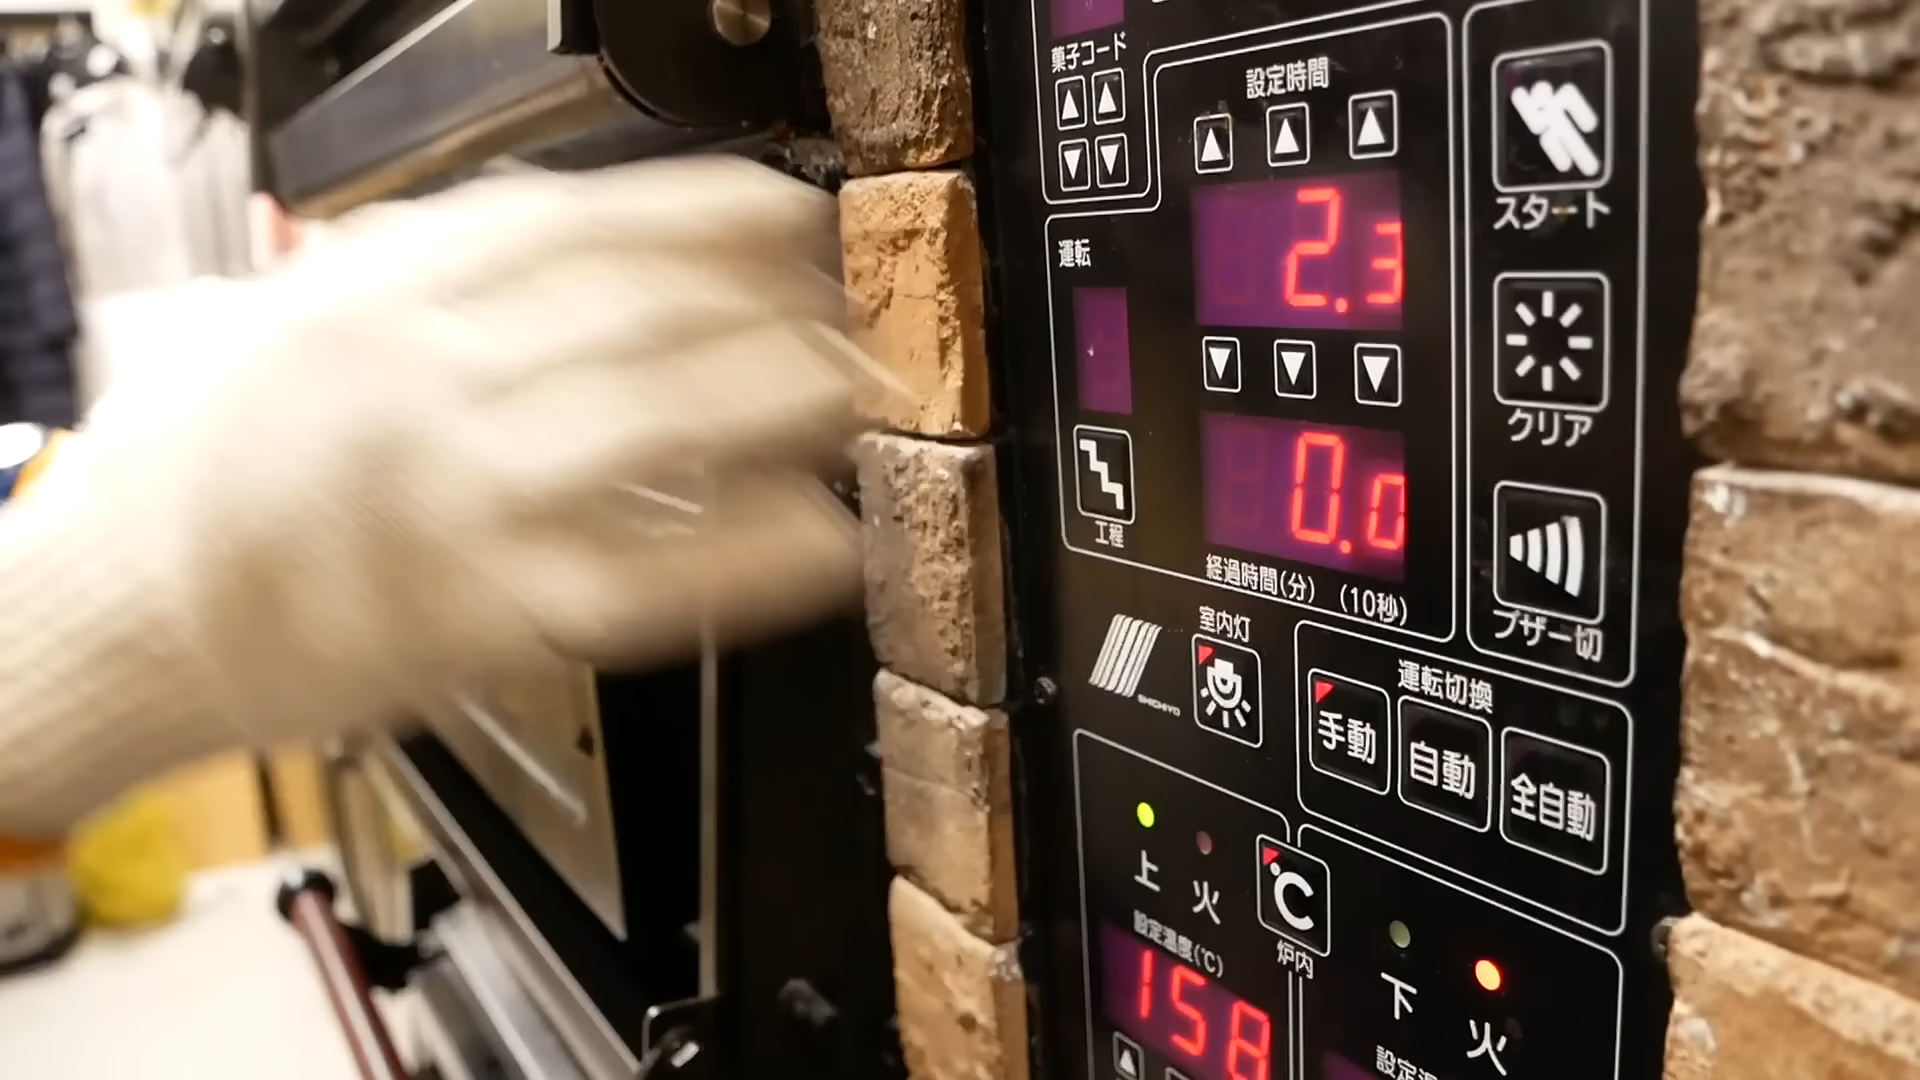 菓子コード
設定時間
2.3
スタート
運転
クリア
0.0
工程
経過時間(分) (10秒)
ブザー切
室内灯
SHICHIYO
運転切換
手動
自動
全自動
上火
℃
炉内
設定温度(℃)
158
下火